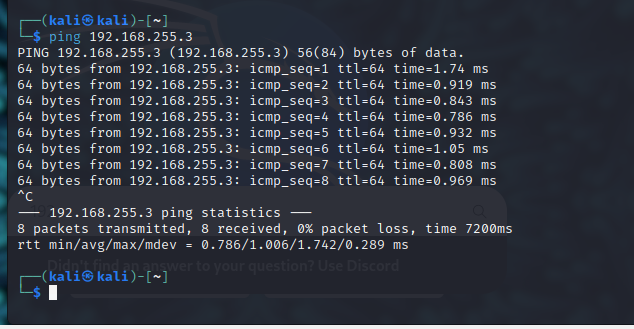 ┌──(kali㉿kali)-[~]
└─$ ping 192.168.255.3
PING 192.168.255.3 (192.168.255.3) 56(84) bytes of data.
64 bytes from 192.168.255.3: icmp_seq=1 ttl=64 time=1.74 ms
64 bytes from 192.168.255.3: icmp_seq=2 ttl=64 time=0.919 ms
64 bytes from 192.168.255.3: icmp_seq=3 ttl=64 time=0.843 ms
64 bytes from 192.168.255.3: icmp_seq=4 ttl=64 time=0.786 ms
64 bytes from 192.168.255.3: icmp_seq=5 ttl=64 time=0.932 ms
64 bytes from 192.168.255.3: icmp_seq=6 ttl=64 time=1.05 ms
64 bytes from 192.168.255.3: icmp_seq=7 ttl=64 time=0.808 ms
64 bytes from 192.168.255.3: icmp_seq=8 ttl=64 time=0.969 ms
^C
--- 192.168.255.3 ping statistics ---
8 packets transmitted, 8 received, 0% packet loss, time 7200ms
rtt min/avg/max/mdev = 0.786/1.006/1.742/0.289 ms
Didn't find an answer to your question? Use Discord
┌──(kali㉿kali)-[~]
└─$